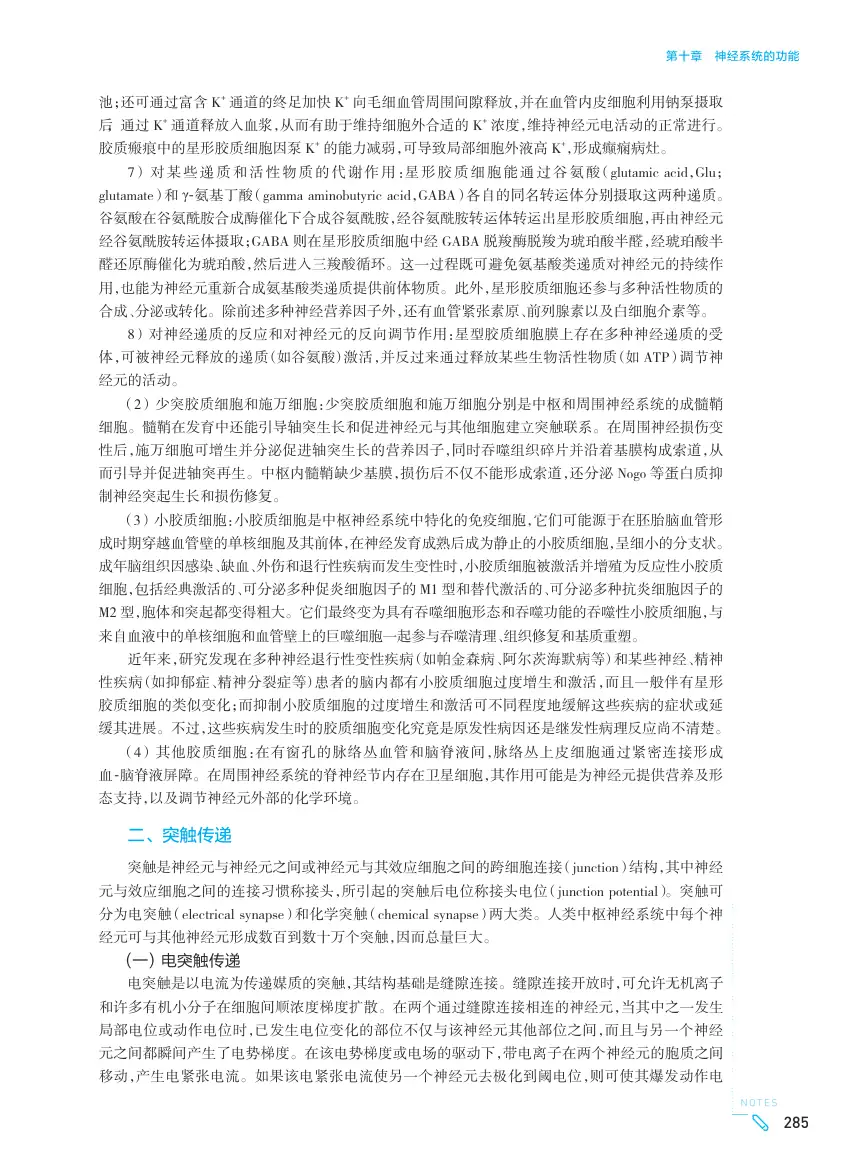 第十章 神经系统的功能
池;还可通过富含 K⁺ 通道的终足加快 K⁺ 向毛细血管周围间隙释放,并在血管内皮细胞利用钠泵摄取
后 通过 K⁺ 通道释放入血浆,从而有助于维持细胞外合适的 K⁺ 浓度,维持神经元电活动的正常进行。
胶质瘢痕中的星形胶质细胞因泵 K⁺ 的能力减弱,可导致局部细胞外液高 K⁺,形成癫痫病灶。
7)对某些递质和活性物质的代谢作用:星形胶质细胞能通过谷氨酸(glutamic acid,Glu;
glutamate)和 γ-氨基丁酸(gamma aminobutyric acid,GABA)各自的同名转运体分别摄取这两种递质。
谷氨酸在谷氨酰胺合成酶催化下合成谷氨酰胺,经谷氨酰胺转运体转运出星形胶质细胞,再由神经元
经谷氨酰胺转运体摄取;GABA 则在星形胶质细胞中经 GABA 脱羧酶脱羧为琥珀酸半醛,经琥珀酸半
醛还原酶催化为琥珀酸,然后进入三羧酸循环。这一过程既可避免氨基酸类递质对神经元的持续作
用,也能为神经元重新合成氨基酸类递质提供前体物质。此外,星形胶质细胞还参与多种活性物质的
合成、分泌或转化。除前述多种神经营养因子外,还有血管紧张素原、前列腺素以及白细胞介素等。
8)对神经递质的反应和对神经元的反向调节作用:星型胶质细胞膜上存在多种神经递质的受
体,可被神经元释放的递质(如谷氨酸)激活,并反过来通过释放某些生物活性物质(如 ATP)调节神
经元的活动。
(2)少突胶质细胞和施万细胞:少突胶质细胞和施万细胞分别是中枢和周围神经系统的成髓鞘
细胞。髓鞘在发育中还能引导轴突生长和促进神经元与其他细胞建立突触联系。在周围神经损伤变
性后,施万细胞可增生并分泌促进轴突生长的营养因子,同时吞噬组织碎片并沿着基膜构成索道,从
而引导并促进轴突再生。中枢内髓鞘缺少基膜,损伤后不仅不能形成索道,还分泌 Nogo 等蛋白质抑
制神经突起生长和损伤修复。
(3)小胶质细胞:小胶质细胞是中枢神经系统中特化的免疫细胞,它们可能源于在胚胎脑血管形
成时期穿越血管壁的单核细胞及其前体,在神经发育成熟后成为静止的小胶质细胞,呈细小的分支状。
成年脑组织因感染、缺血、外伤和退行性疾病而发生变性时,小胶质细胞被激活并增殖为反应性小胶质
细胞,包括经典激活的、可分泌多种促炎细胞因子的 M1 型和替代激活的、可分泌多种抗炎细胞因子的
M2 型,胞体和突起都变得粗大。它们最终变为具有吞噬细胞形态和吞噬功能的吞噬性小胶质细胞,与
来自血液中的单核细胞和血管壁上的巨噬细胞一起参与吞噬清理、组织修复和基质重塑。
近年来,研究发现在多种神经退行性变性疾病(如帕金森病、阿尔茨海默病等)和某些神经、精神
性疾病(如抑郁症、精神分裂症等)患者的脑内都有小胶质细胞过度增生和激活,而且一般伴有星形
胶质细胞的类似变化;而抑制小胶质细胞的过度增生和激活可不同程度地缓解这些疾病的症状或延
缓其进展。不过,这些疾病发生时的胶质细胞变化究竟是原发性病因还是继发性病理反应尚不清楚。
(4)其他胶质细胞:在有窗孔的脉络丛血管和脑脊液间,脉络丛上皮细胞通过紧密连接形成
血-脑脊液屏障。在周围神经系统的脊神经节内存在卫星细胞,其作用可能是为神经元提供营养及形
态支持,以及调节神经元外部的化学环境。
二、突触传递
突触是神经元与神经元之间或神经元与其效应细胞之间的跨细胞连接(junction)结构,其中神经
元与效应细胞之间的连接习惯称接头,所引起的突触后电位称接头电位(junction potential)。突触可
分为电突触(electrical synapse)和化学突触(chemical synapse)两大类。人类中枢神经系统中每个神
经元可与其他神经元形成数百到数十万个突触,因而总量巨大。
(一)电突触传递
电突触是以电流为传递媒质的突触,其结构基础是缝隙连接。缝隙连接开放时,可允许无机离子
和许多有机小分子在细胞间顺浓度梯度扩散。在两个通过缝隙连接相连的神经元,当其中之一发生
局部电位或动作电位时,已发生电位变化的部位不仅与该神经元其他部位之间,而且与另一个神经
元之间都瞬间产生了电势梯度。在该电势梯度或电场的驱动下,带电离子在两个神经元的胞质之间
移动,产生电紧张电流。如果该电紧张电流使另一个神经元去极化到阈电位,则可使其爆发动作电
NOTES
285